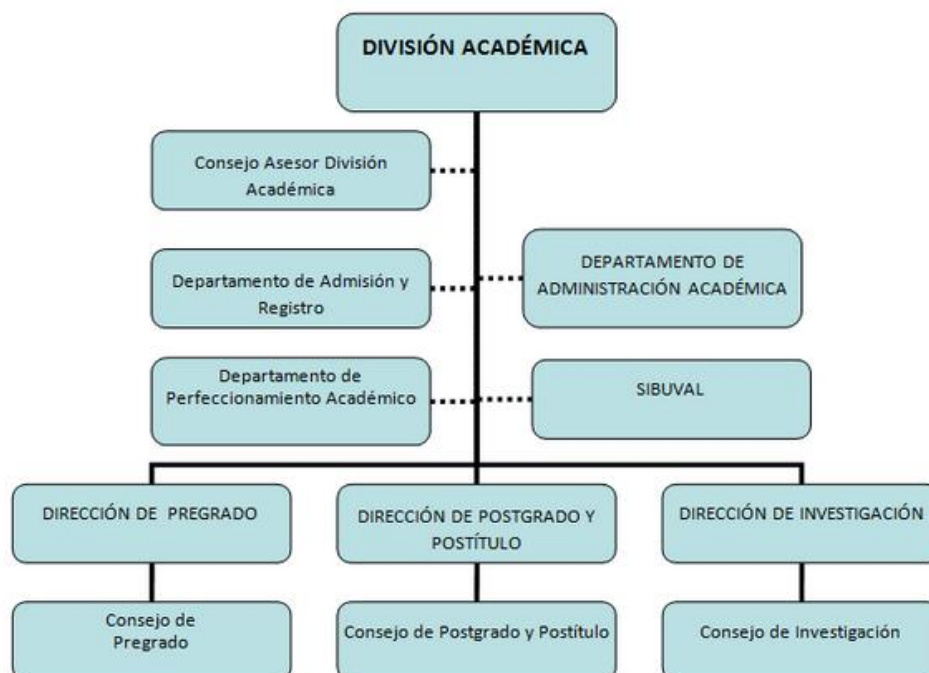 DIVISIÓN ACADÉMICA
Consejo Asesor División
Académica
Departamento de Admisión y
Registro
DEPARTAMENTO DE
ADMINISTRACIÓN ACADÉMICA
Departamento de
Perfeccionamiento Académico
SIBUVAL
DIRECCIÓN DE PREGRADO
DIRECCIÓN DE POSTGRADO Y
POSTÍTULO
DIRECCIÓN DE INVESTIGACIÓN
Consejo de
Pregrado
Consejo de Postgrado y Postítulo
Consejo de Investigación